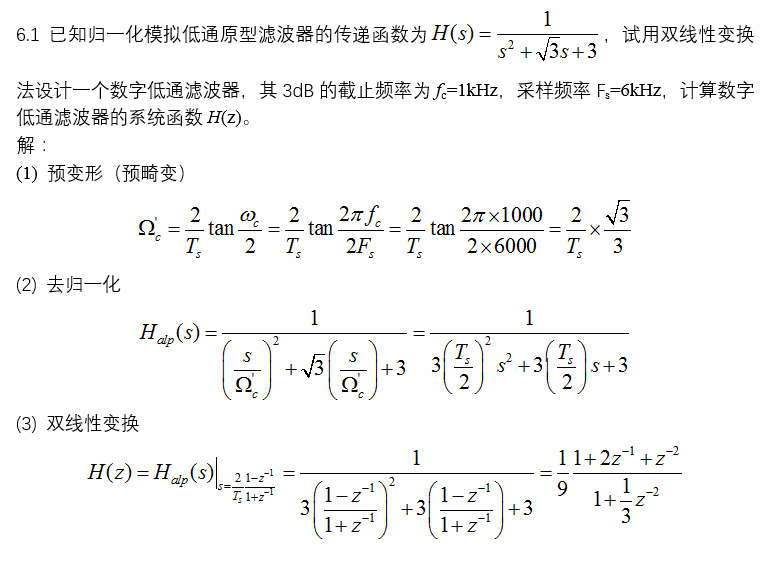 6.1 已知归一化模拟低通原型滤波器的传递函数为 $H(s)=\frac{1}{s^2+\sqrt{3}s+3}$，试用双线性变换
法设计一个数字低通滤波器，其 3dB 的截止频率为 $f_c$=1kHz，采样频率 $F_s$=6kHz，计算数字
低通滤波器的系统函数 $H(z)$。
解：
(1) 预变形（预畸变）
$\Omega_c^{'}=\frac{2}{T_s}\tan\frac{\omega_c}{2}=\frac{2}{T_s}\tan\frac{2\pi f_c}{2F_s}=\frac{2}{T_s}\tan\frac{2\pi\times1000}{2\times6000}=\frac{2}{T_s}\times\frac{\sqrt{3}}{3}$
(2) 去归一化
$H_{alp}(s)=\frac{1}{\left(\frac{s}{\Omega_c^{'}}\right)^2+\sqrt{3}\left(\frac{s}{\Omega_c^{'}}\right)+3}=\frac{1}{3\left(\frac{T_s}{2}\right)^2s^2+3\left(\frac{T_s}{2}\right)s+3}$
(3) 双线性变换
$H(z)=H_{alp}(s)\Big|_{s=\frac{2}{T_s}\frac{1-z^{-1}}{1+z^{-1}}}=\frac{1}{3\left(\frac{1-z^{-1}}{1+z^{-1}}\right)^2+3\left(\frac{1-z^{-1}}{1+z^{-1}}\right)+3}=\frac{1}{9}\frac{1+2z^{-1}+z^{-2}}{1+\frac{1}{3}z^{-2}}$